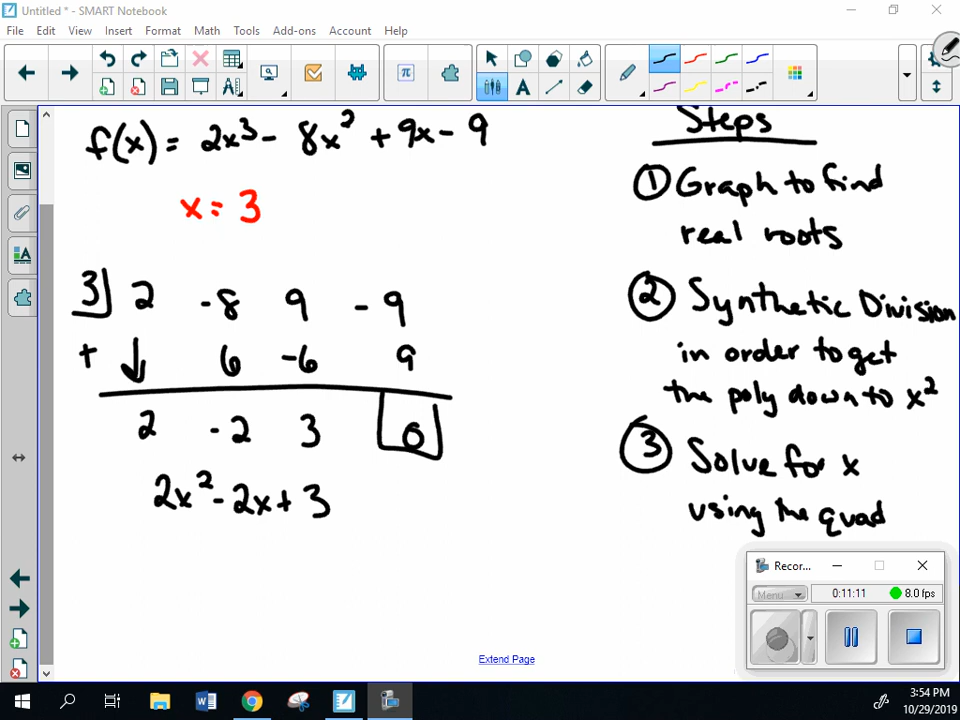 Untitled * - SMART Notebook
File Edit View Insert Format Math Tools Add-ons Account Help
f(x) = 2x³ - 8x² + 9x - 9
x = 3
3 2 -8 9 -9
+ ↓ 6 -6 9
2 -2 3 0
2x² - 2x + 3
Steps
① Graph to find
real roots
② Synthetic Division
in order to get
the poly down to x²
③ Solve for x
using the quad
Recor...
Menu
0:11:11
8.0 fps
Extend Page
3:54 PM
10/29/2019